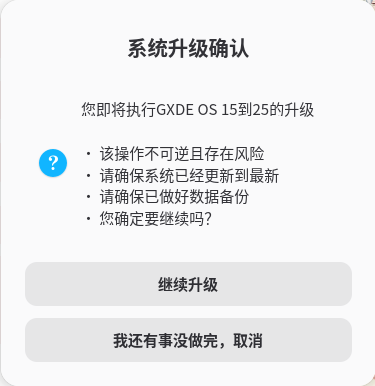 系统升级确认
您即将执行GXDE OS 15到25的升级
?
• 该操作不可逆且存在风险
• 请确保系统已经更新到最新
• 请确保已做好数据备份
• 您确定要继续吗?
继续升级
我还有事没做完，取消